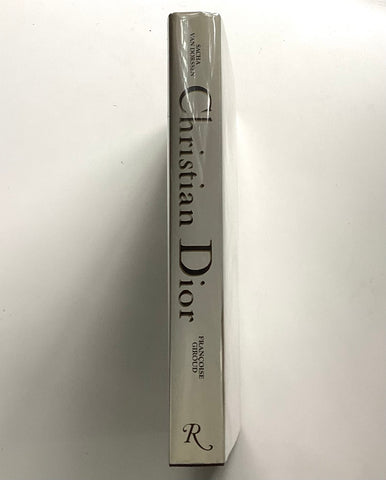 SACHA
VAN DORSSEN
Christian Dior
FRANÇOISE
GIROUD
R